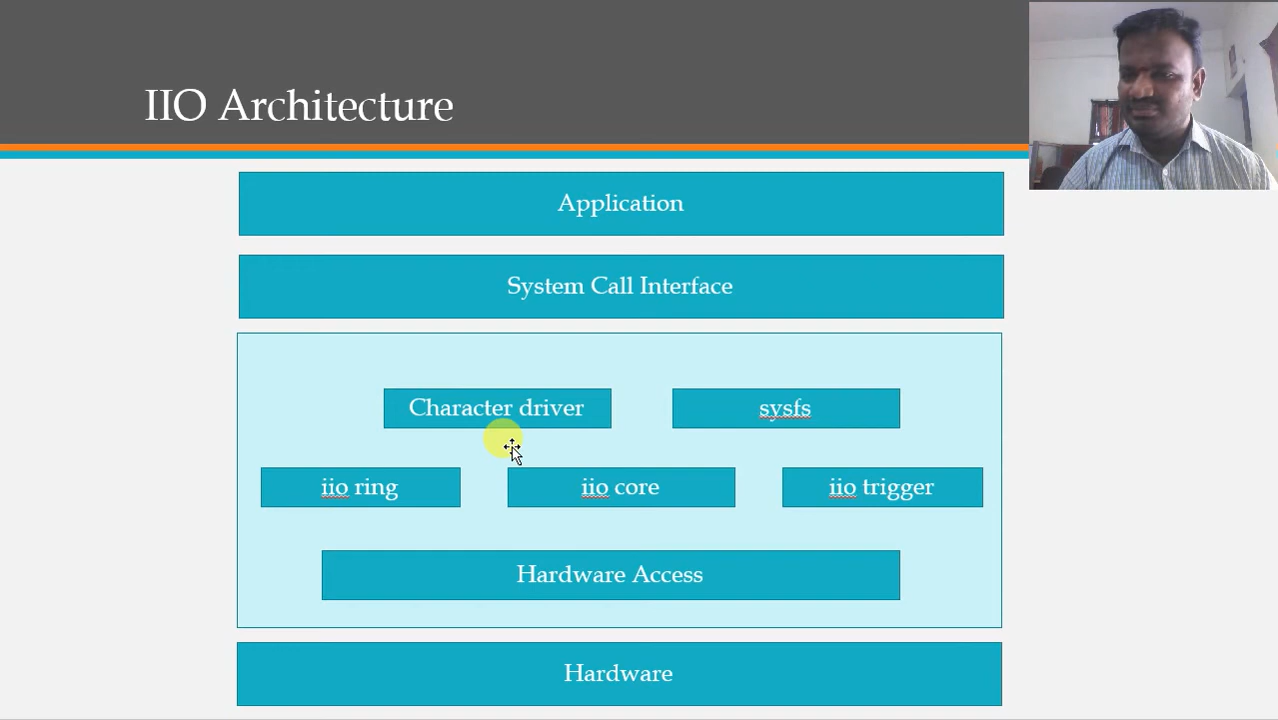 IIO Architecture
Application
System Call Interface
Character driver
sysfs
iio ring
iio core
iio trigger
Hardware Access
Hardware